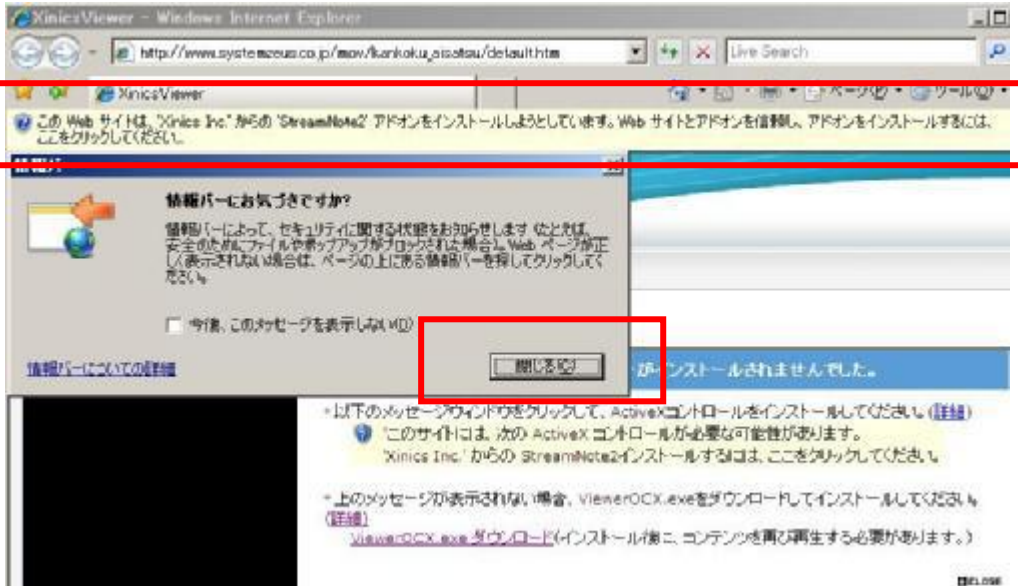 XinicsViewer - Windows Internet Explorer
http://www.systemzeus.co.jp/mov/kankoku_aisatsu/default.htm
Live Search
XinicsViewer
ページ(P)
ツール(O)
この Web サイトは、'Xinics Inc.' からの 'StreamNote2' アドオンをインストールしようとしています。Web サイトとアドオンを信頼し、アドオンをインストールするには、
ここをクリックしてください。
情報バー
情報バーにお気づきですか?
情報バーによって、セキュリティに関する状態をお知らせします (たとえば、
安全のためにファイルやポップアップがブロックされた場合)。Web ページが正
しく表示されない場合は、ページの上にある情報バーを探してクリックしてく
ださい。
今後、このメッセージを表示しない(D)
情報バーについての詳細
閉じる(C)
がインストールされませんでした。
・以下のメッセージウィンドウをクリックして、ActiveXコントロールをインストールしてください。(詳細)
'このサイトには、次の ActiveX コントロールが必要な可能性があります。
'Xinics Inc.' からの StreamNote2インストールするには、ここをクリックしてください。
・上のメッセージが表示されない場合、ViewerOCX.exeをダウンロードしてインストールしてください。
(詳細)
ViewerOCX.exe ダウンロード(インストール後に、コンテンツを再び再生する必要があります。)
CLOSE